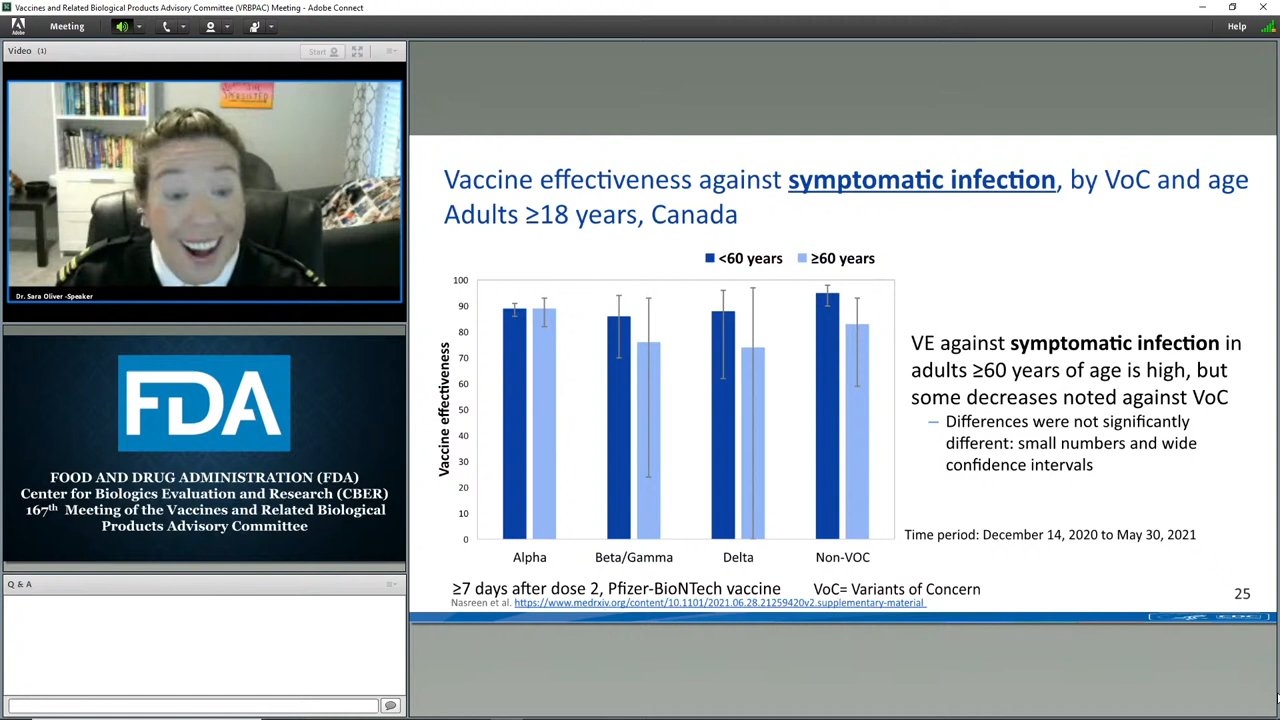 Vaccines and Related Biological Products Advisory Committee (VRBPAC) Meeting - Adobe Connect
Adobe
Meeting
Help
Video (1)
Start
Dr. Sara Oliver -Speaker
FDA
FOOD AND DRUG ADMINISTRATION (FDA)
Center for Biologics Evaluation and Research (CBER)
167th Meeting of the Vaccines and Related Biological
Products Advisory Committee
Q & A
Vaccine effectiveness against symptomatic infection, by VoC and age
Adults ≥18 years, Canada
<60 years ≥60 years
Vaccine effectiveness
100
90
80
70
60
50
40
30
20
10
0
Alpha Beta/Gamma Delta Non-VOC
VE against symptomatic infection in
adults ≥60 years of age is high, but
some decreases noted against VoC
– Differences were not significantly
different: small numbers and wide
confidence intervals
Time period: December 14, 2020 to May 30, 2021
≥7 days after dose 2, Pfizer-BioNTech vaccine VoC= Variants of Concern
Nasreen et al. https://www.medrxiv.org/content/10.1101/2021.06.28.21259420v2.supplementary-material
25